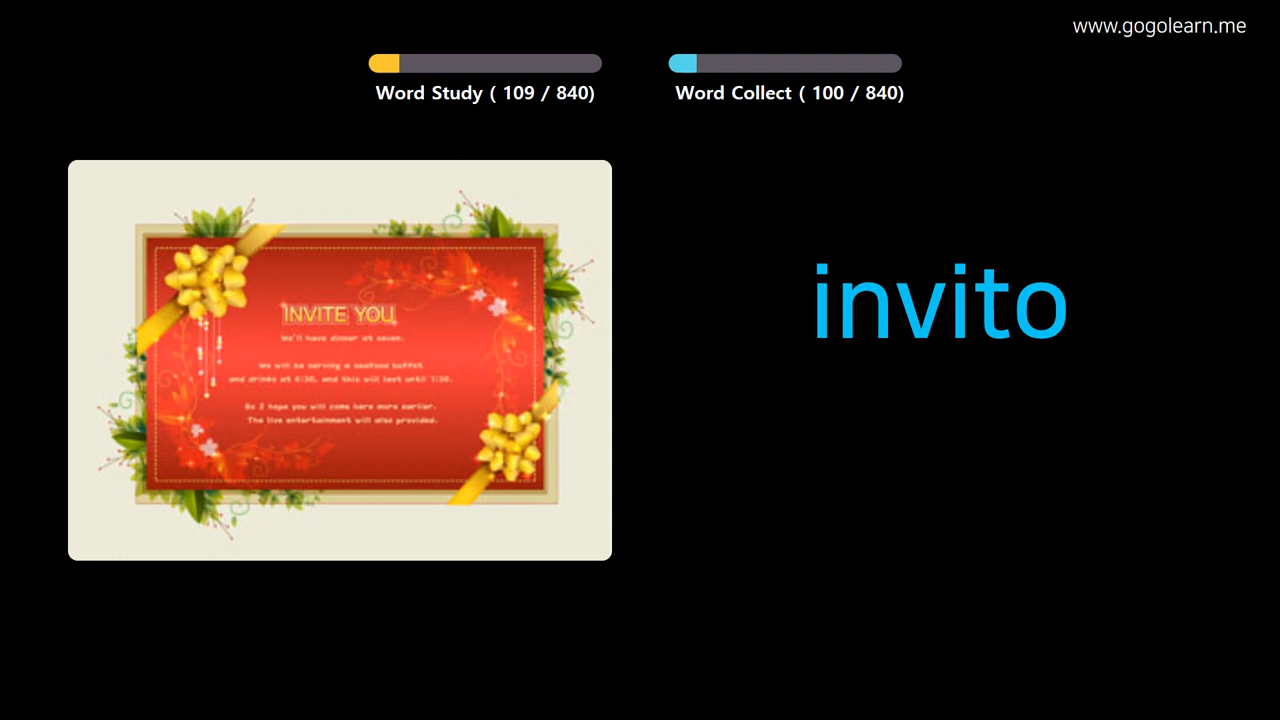 www.gogolearn.me
Word Study ( 109 / 840)
Word Collect ( 100 / 840)
invito
INVITE YOU
We'll have dinner at seven.
We will be serving a seafood buffet
and drinks at 6:30, and this will last until 1:30.
So I hope you will come here more earlier.
The live entertainment will also provided.